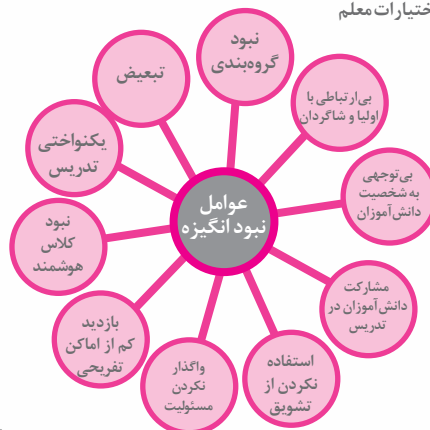 ختیارات معلم
عوامل
نبود انگیزه
نبود
گروه‌بندی
بی‌ارتباطی با
اولیا و شاگردان
بی‌توجهی
به شخصیت
دانش‌آموزان
مشارکت
دانش‌آموزان در
تدریس
استفاده
نکردن از
تشویق
واگذار
نکردن
مسئولیت
بازدید
کم از اماکن
تفریحی
نبود
کلاس
هوشمند
یکنواختی
تدریس
تبعیض